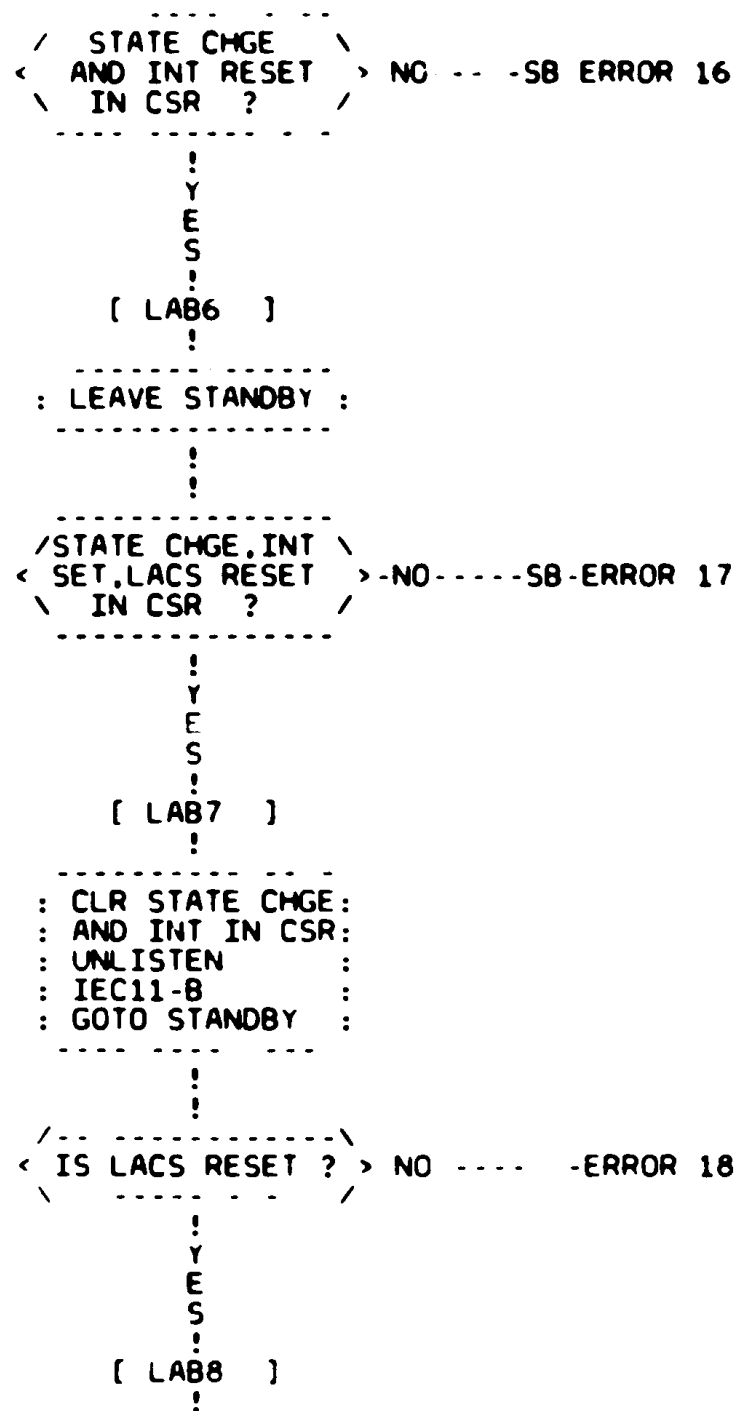 STATE CHGE
AND INT RESET > NO -- - -SB ERROR 16
IN CSR ?
!
Y
E
S
!
[ LAB6 ]
!
: LEAVE STANDBY :
!
!
/STATE CHGE,INT \
< SET,LACS RESET >-NO-----SB-ERROR 17
\ IN CSR ? /
!
Y
E
S
!
[ LAB7 ]
!
: CLR STATE CHGE:
: AND INT IN CSR:
: UNLISTEN :
: IEC11-B :
: GOTO STANDBY :
!
!
< IS LACS RESET ? > NO ---- -ERROR 18
!
Y
E
S
!
[ LAB8 ]
!